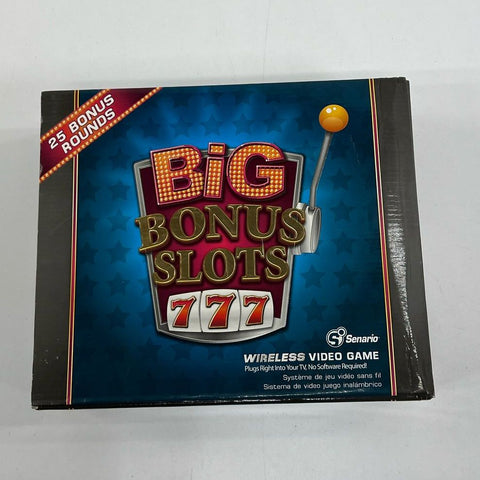 25 BONUS
ROUNDS
BiG
BONUS
SLOTS
777
Si Senario
WIRELESS VIDEO GAME
Plugs Right Into Your TV, No Software Required!
Système de jeu vidéo sans fil
Sistema de video juego inalámbrico